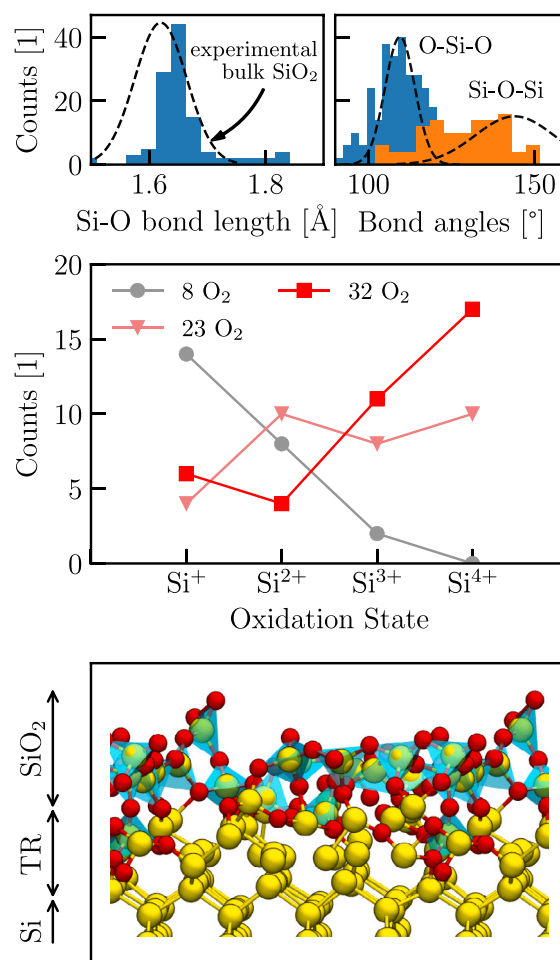 Counts [1]
40
20
0
experimental
bulk SiO₂
1.6
1.8
Si-O bond length [Å]
O-Si-O
Si-O-Si
100
150
Bond angles [°]
Counts [1]
20
15
10
5
0
8 O₂
23 O₂
32 O₂
Si⁺
Si²⁺
Si³⁺
Si⁴⁺
Oxidation State
SiO₂
TR
Si